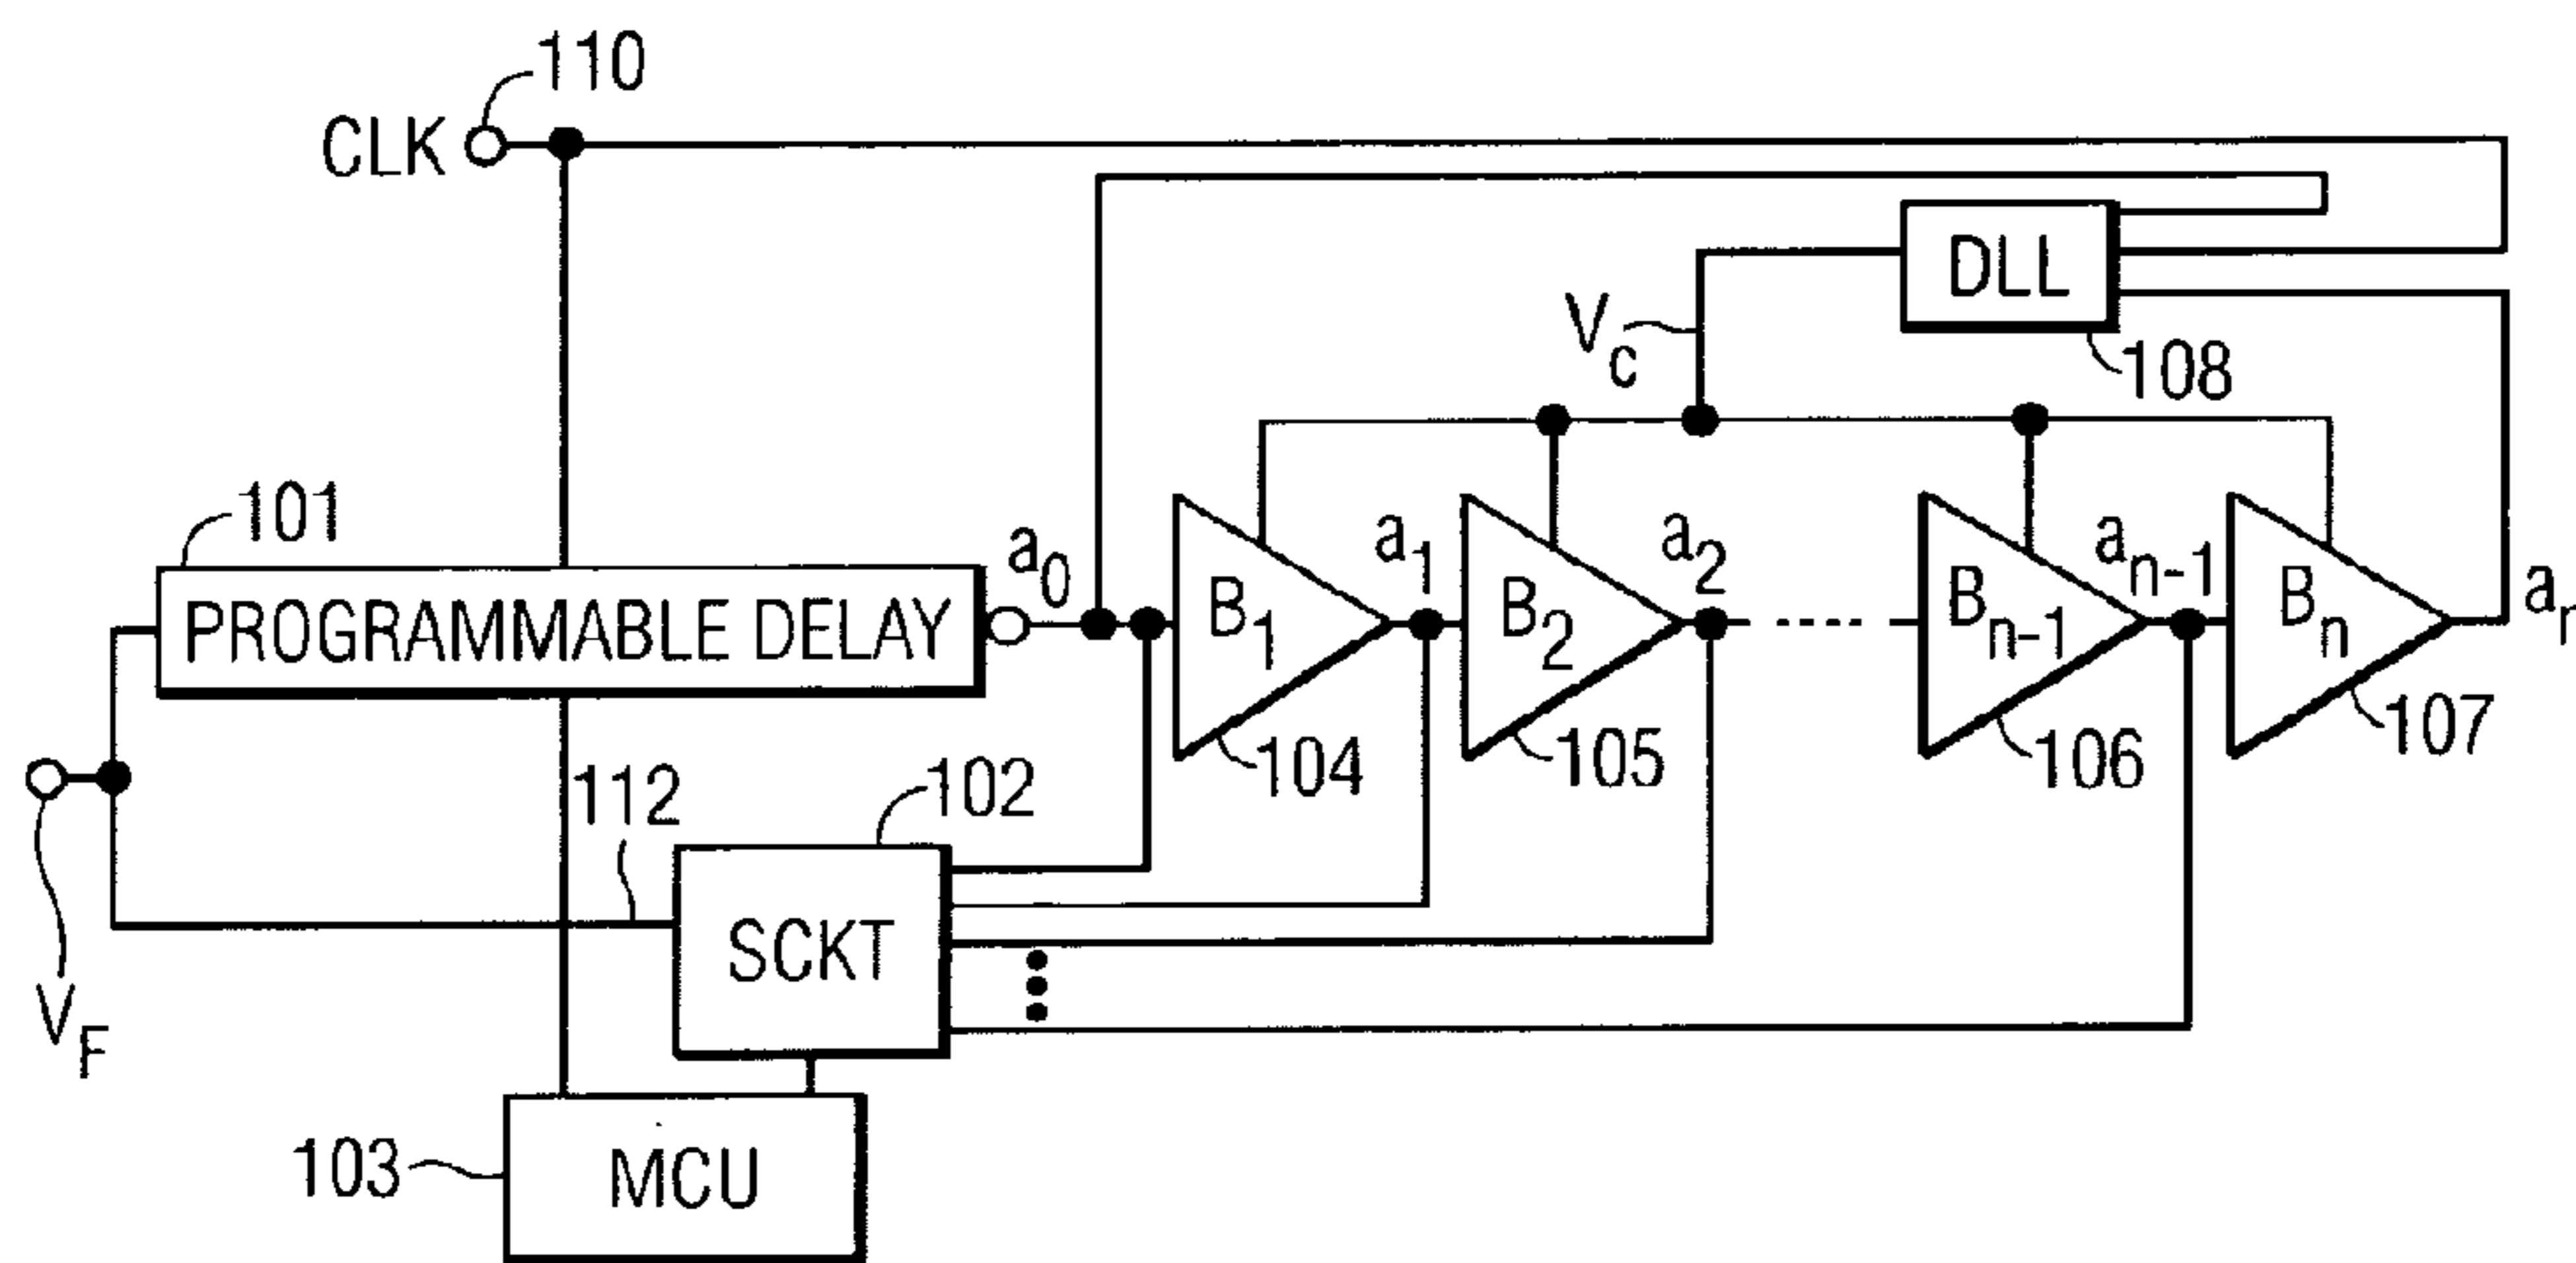 110
CLK
DLL
Vc
108
101
PROGRAMMABLE DELAY
a0
B1
a1
B2
a2
Bn-1
an-1
Bn
104
105
106
107
112
102
SCKT
VF
103
MCU